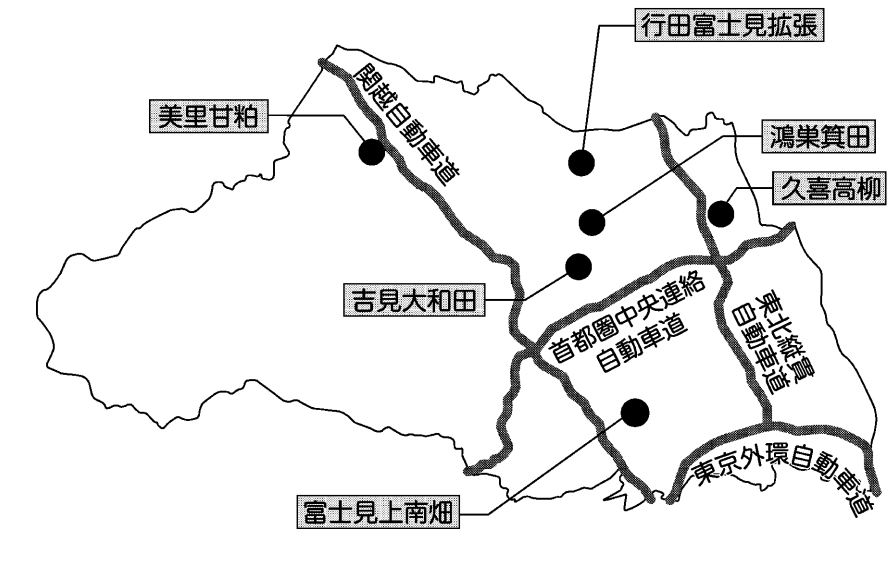 行田富士見拡張
美里甘粕
関越自動車道
鴻巣箕田
久喜高柳
吉見大和田
首都圏中央連絡
自動車道
東北縦貫
自動車道
東京外環自動車道
富士見上南畑